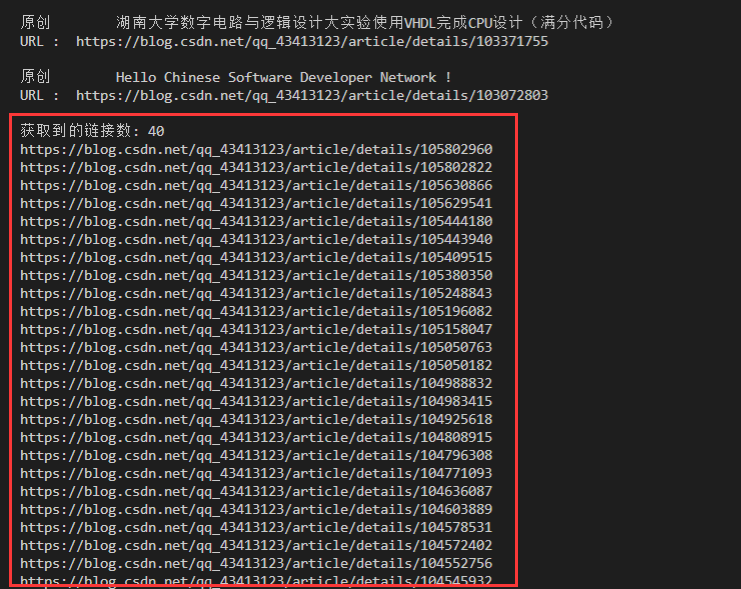 原创 湖南大学数字电路与逻辑设计大实验使用VHDL完成CPU设计（满分代码）
URL : https://blog.csdn.net/qq_43413123/article/details/103371755
原创 Hello Chinese Software Developer Network !
URL : https://blog.csdn.net/qq_43413123/article/details/103072803
获取到的链接数: 40
https://blog.csdn.net/qq_43413123/article/details/105802960
https://blog.csdn.net/qq_43413123/article/details/105802822
https://blog.csdn.net/qq_43413123/article/details/105630866
https://blog.csdn.net/qq_43413123/article/details/105629541
https://blog.csdn.net/qq_43413123/article/details/105444180
https://blog.csdn.net/qq_43413123/article/details/105443940
https://blog.csdn.net/qq_43413123/article/details/105409515
https://blog.csdn.net/qq_43413123/article/details/105380350
https://blog.csdn.net/qq_43413123/article/details/105248843
https://blog.csdn.net/qq_43413123/article/details/105196082
https://blog.csdn.net/qq_43413123/article/details/105158047
https://blog.csdn.net/qq_43413123/article/details/105050763
https://blog.csdn.net/qq_43413123/article/details/105050182
https://blog.csdn.net/qq_43413123/article/details/104988832
https://blog.csdn.net/qq_43413123/article/details/104983415
https://blog.csdn.net/qq_43413123/article/details/104925618
https://blog.csdn.net/qq_43413123/article/details/104808915
https://blog.csdn.net/qq_43413123/article/details/104796308
https://blog.csdn.net/qq_43413123/article/details/104771093
https://blog.csdn.net/qq_43413123/article/details/104636087
https://blog.csdn.net/qq_43413123/article/details/104603889
https://blog.csdn.net/qq_43413123/article/details/104578531
https://blog.csdn.net/qq_43413123/article/details/104572402
https://blog.csdn.net/qq_43413123/article/details/104552756
https://blog.csdn.net/qq_43413123/article/details/104545932